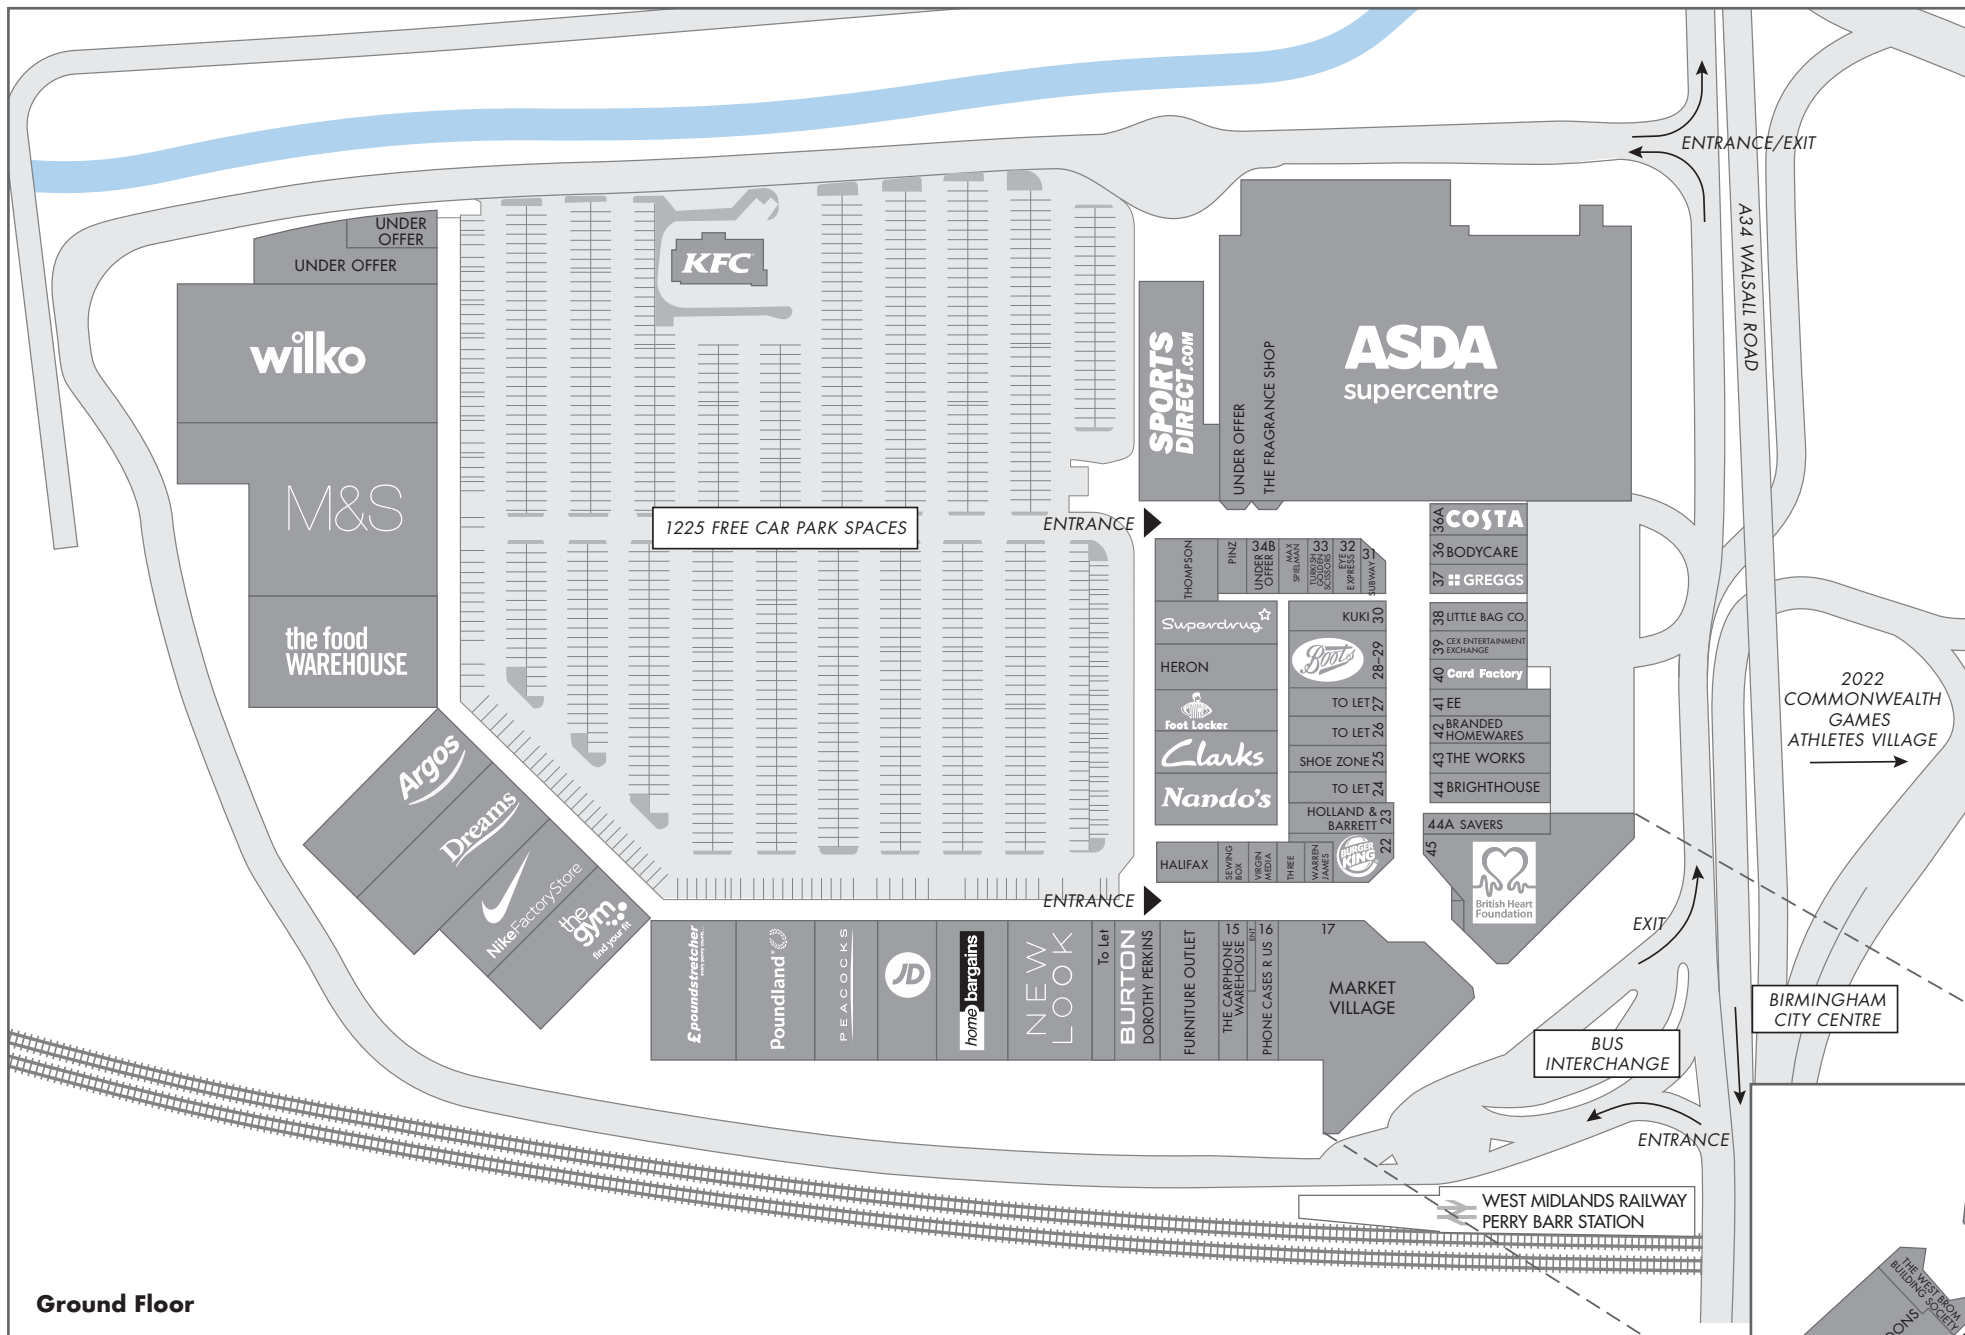 ENTRANCE/EXIT
A34 WALSALL ROAD
UNDER
OFFER
UNDER OFFER
wilko
M&S
the food
WAREHOUSE
Argos
Dreams
NikeFactoryStore
the
gym
find your fit
KFC
1225 FREE CAR PARK SPACES
SPORTS
DIRECT.COM
UNDER OFFER
THE FRAGRANCE SHOP
ASDA
supercentre
ENTRANCE
THOMPSON
PINZ
34B
UNDER
OFFER
MAX
SPIELMAN
33
TURKISH
GOLDEN
SCISSORS
32
EYE
EXPRESS
31
SUBWAY
36A
COSTA
36 BODYCARE
37 GREGGS
Superdrug
HERON
Foot Locker
Clarks
Nando's
KUKI 30
Boots
28–29
TO LET 27
TO LET 26
SHOE ZONE 25
TO LET 24
HOLLAND &
BARRETT 23
38 LITTLE BAG CO.
39 CEX ENTERTAINMENT
EXCHANGE
40 Card Factory
41 EE
42 BRANDED
HOMEWARES
43 THE WORKS
44 BRIGHTHOUSE
44A SAVERS
45
British Heart
Foundation
HALIFAX
SEWING
BOX
VIRGIN
MEDIA
THREE
WARREN
JAMES
BURGER
KING
22
ENTRANCE
£poundstretcher
Poundland
PEACOCKS
JD
home bargains
NEW
LOOK
To Let
BURTON
DOROTHY PERKINS
FURNITURE OUTLET
15
THE CARPHONE
WAREHOUSE
ENT
16
PHONE CASES R US
17
MARKET
VILLAGE
2022
COMMONWEALTH
GAMES
ATHLETES VILLAGE
EXIT
BIRMINGHAM
CITY CENTRE
BUS
INTERCHANGE
ENTRANCE
WEST MIDLANDS RAILWAY
PERRY BARR STATION
THE WEST BROM
BUILDING SOCIETY
DONS
Ground Floor